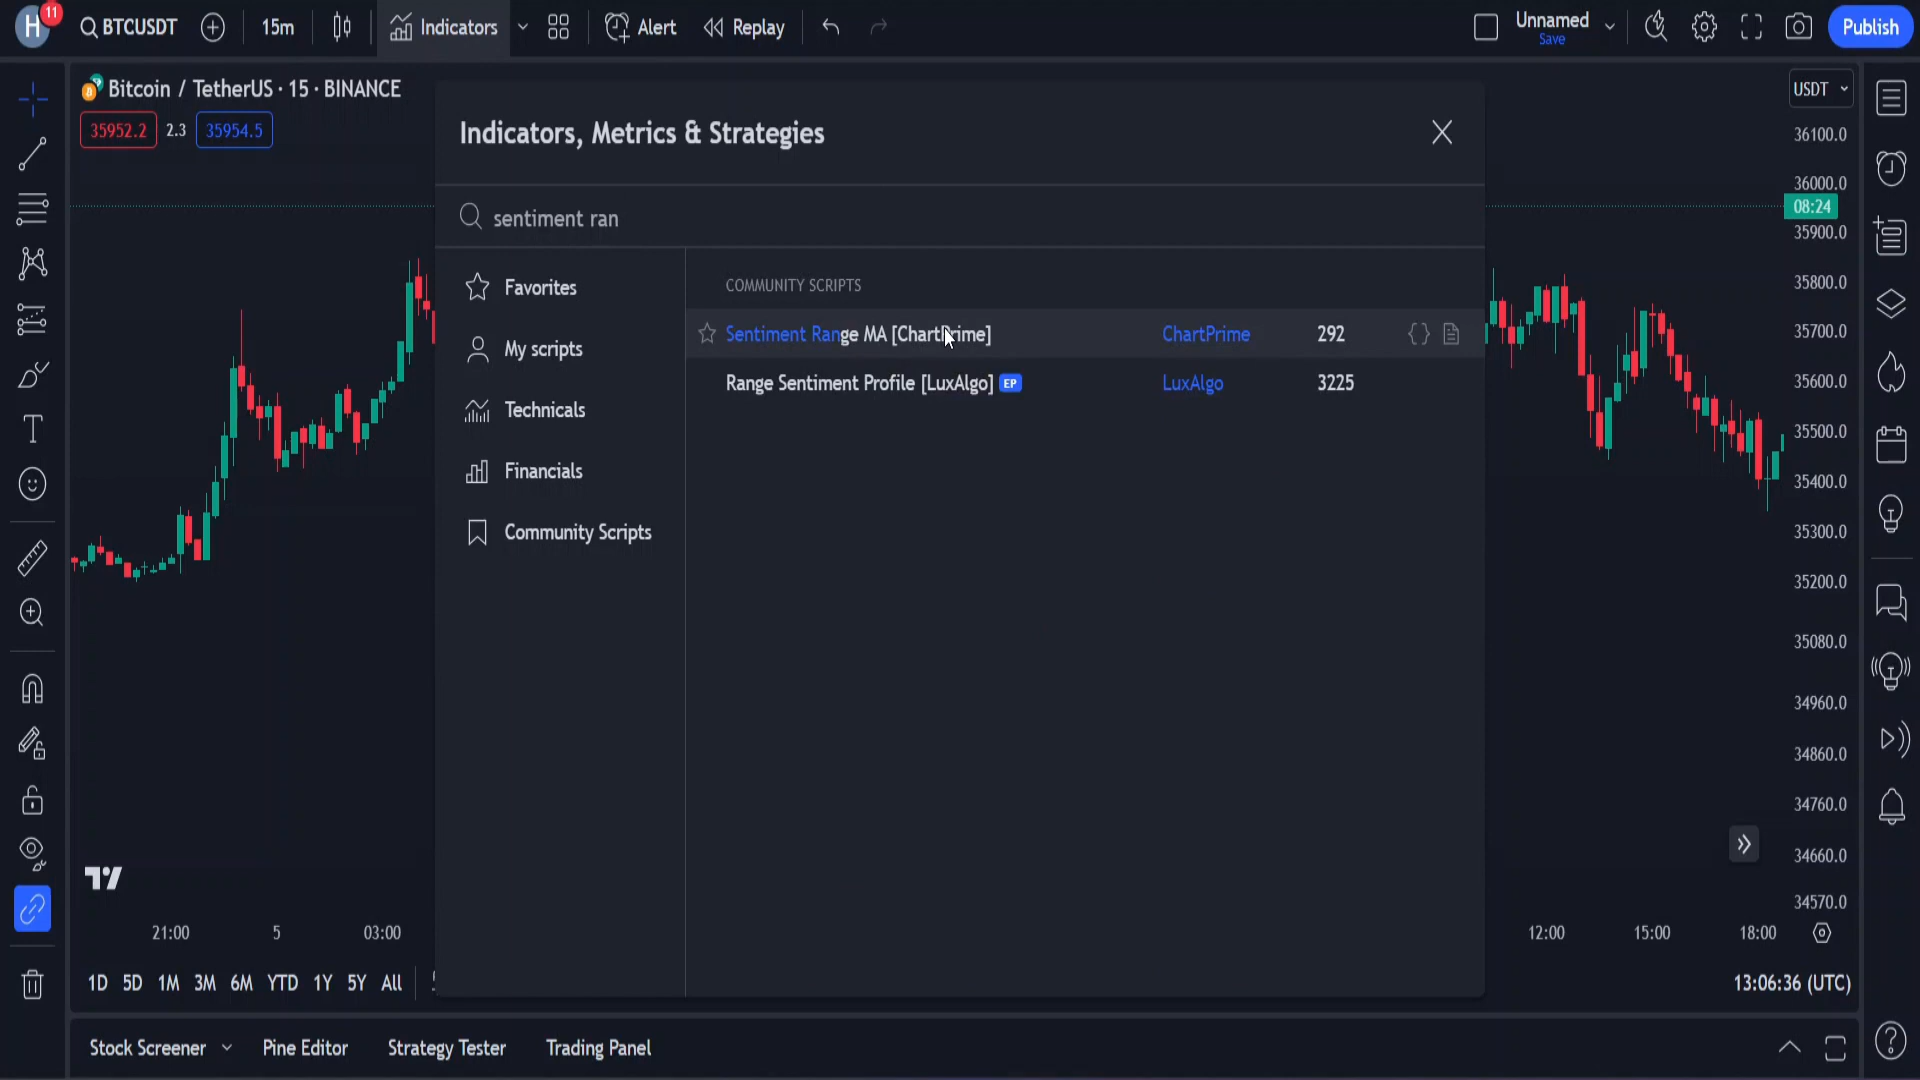 H 11 BTCUSDT 15m Indicators Alert Replay Unnamed Save Publish
Bitcoin / TetherUS · 15 · BINANCE
35952.2 2.3 35954.5
USDT
Indicators, Metrics & Strategies
sentiment ran
Favorites
My scripts
Technicals
Financials
Community Scripts
COMMUNITY SCRIPTS
Sentiment Range MA [ChartPrime] ChartPrime 292
Range Sentiment Profile [LuxAlgo] EP LuxAlgo 3225
36100.0
36000.0
08:24
35900.0
35800.0
35700.0
35600.0
35500.0
35400.0
35300.0
35200.0
35080.0
34960.0
34860.0
34760.0
34660.0
34570.0
21:00 5 03:00 12:00 15:00 18:00
1D 5D 1M 3M 6M YTD 1Y 5Y All 13:06:36 (UTC)
Stock Screener Pine Editor Strategy Tester Trading Panel